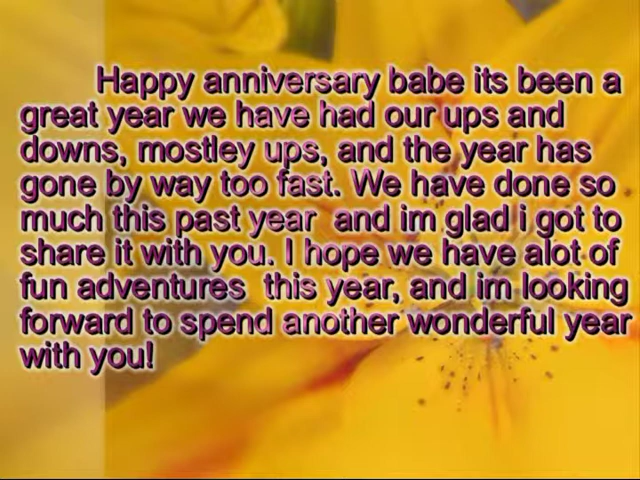 Happy anniversary babe its been a
great year we have had our ups and
downs, mostley ups, and the year has
gone by way too fast. We have done so
much this past year  and im glad i got to
share it with you. I hope we have alot of
fun adventures  this year, and im looking
forward to spend another wonderful year
with you!